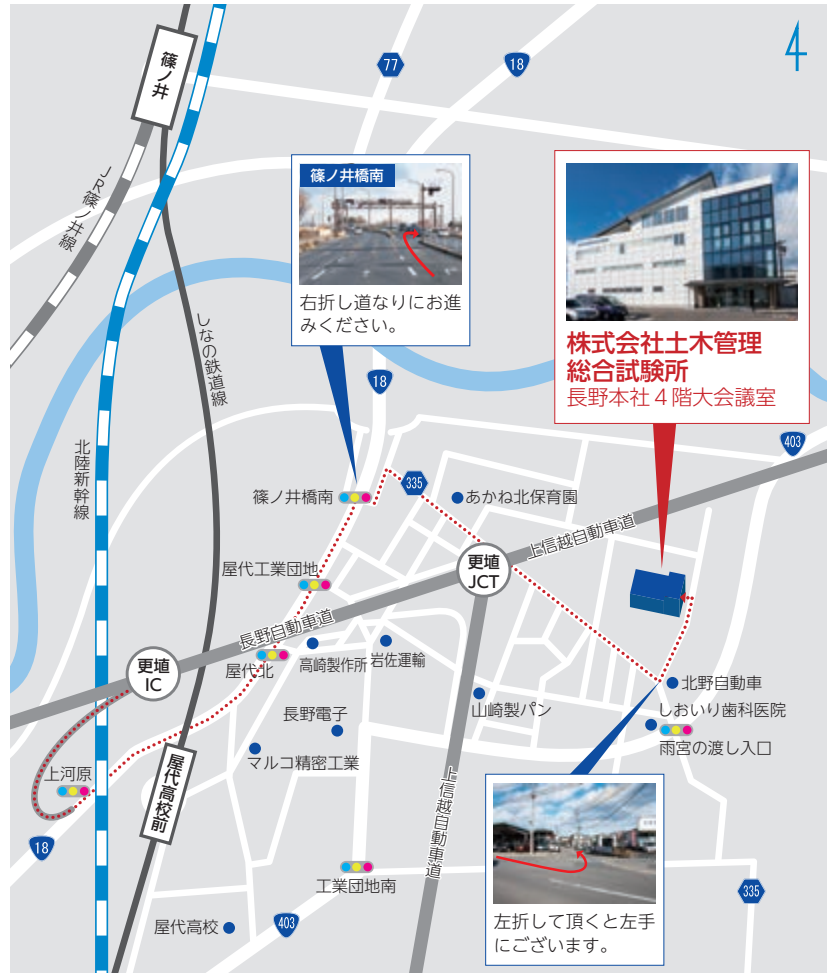 篠ノ井
77
18
4
JR篠ノ井線
しなの鉄道線
北陸新幹線
篠ノ井橋南
右折し道なりにお進
みください。
株式会社土木管理
総合試験所
長野本社4階大会議室
18
403
篠ノ井橋南
335
あかね北保育園
上信越自動車道
屋代工業団地
更埴
JCT
長野自動車道
屋代北
高崎製作所
岩佐運輸
更埴
IC
北野自動車
しおいり歯科医院
雨宮の渡し入口
山崎製パン
長野電子
マルコ精密工業
上河原
屋代高校前
上信越自動車道
18
工業団地南
335
屋代高校
403
左折して頂くと左手
にございます。